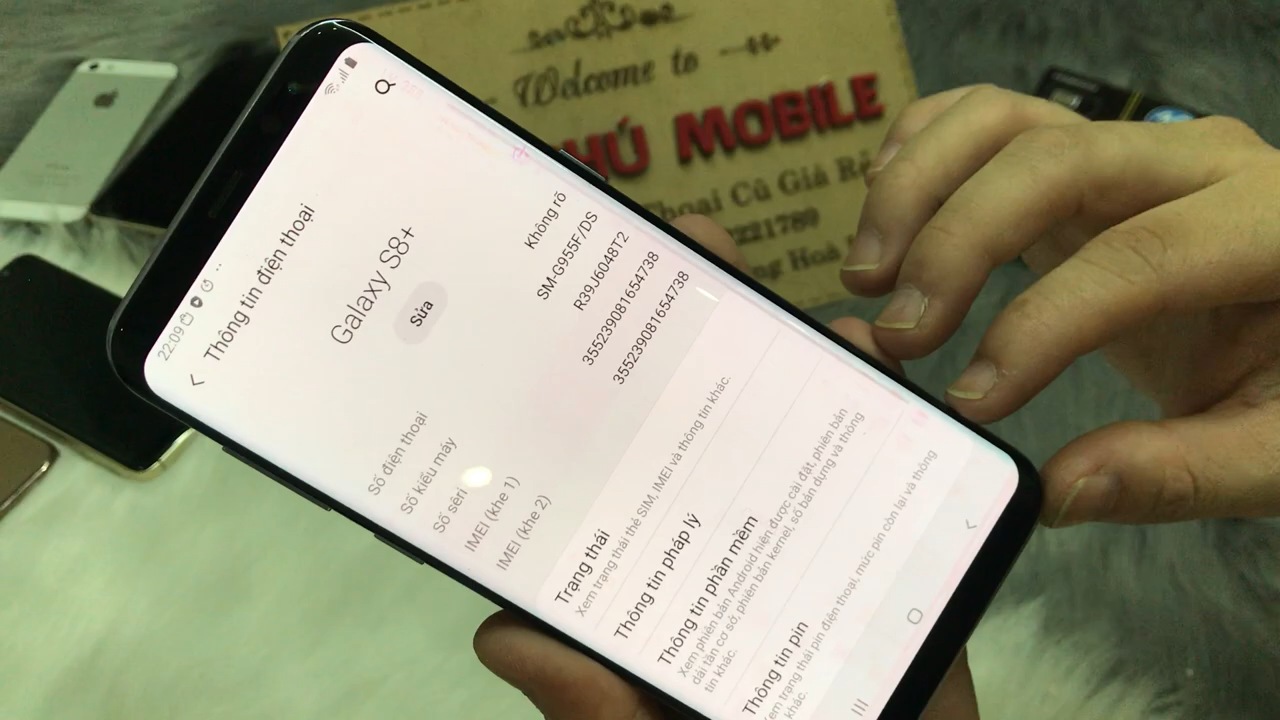 Welcome to
HÚ MOBILE
Thoại Cũ Giá Rẻ
221789
ng Hoà
22:09
Thông tin điện thoại
Galaxy S8+
Sửa
Số điện thoại Không rõ
Số kiểu máy SM-G955F/DS
Số sêri R39J6048T2
IMEI (khe 1) 355239081654738
IMEI (khe 2) 355239081654738
Trạng thái
Xem trạng thái thẻ SIM, IMEI và thông tin khác.
Thông tin pháp lý
Thông tin phần mềm
Xem phiên bản Android hiện được cài đặt, phiên bản
dải tần cơ sở, phiên bản kernel, số bản dựng và thông
tin khác.
Thông tin pin
Xem trạng thái pin điện thoại, mức pin còn lại và thông
khác.